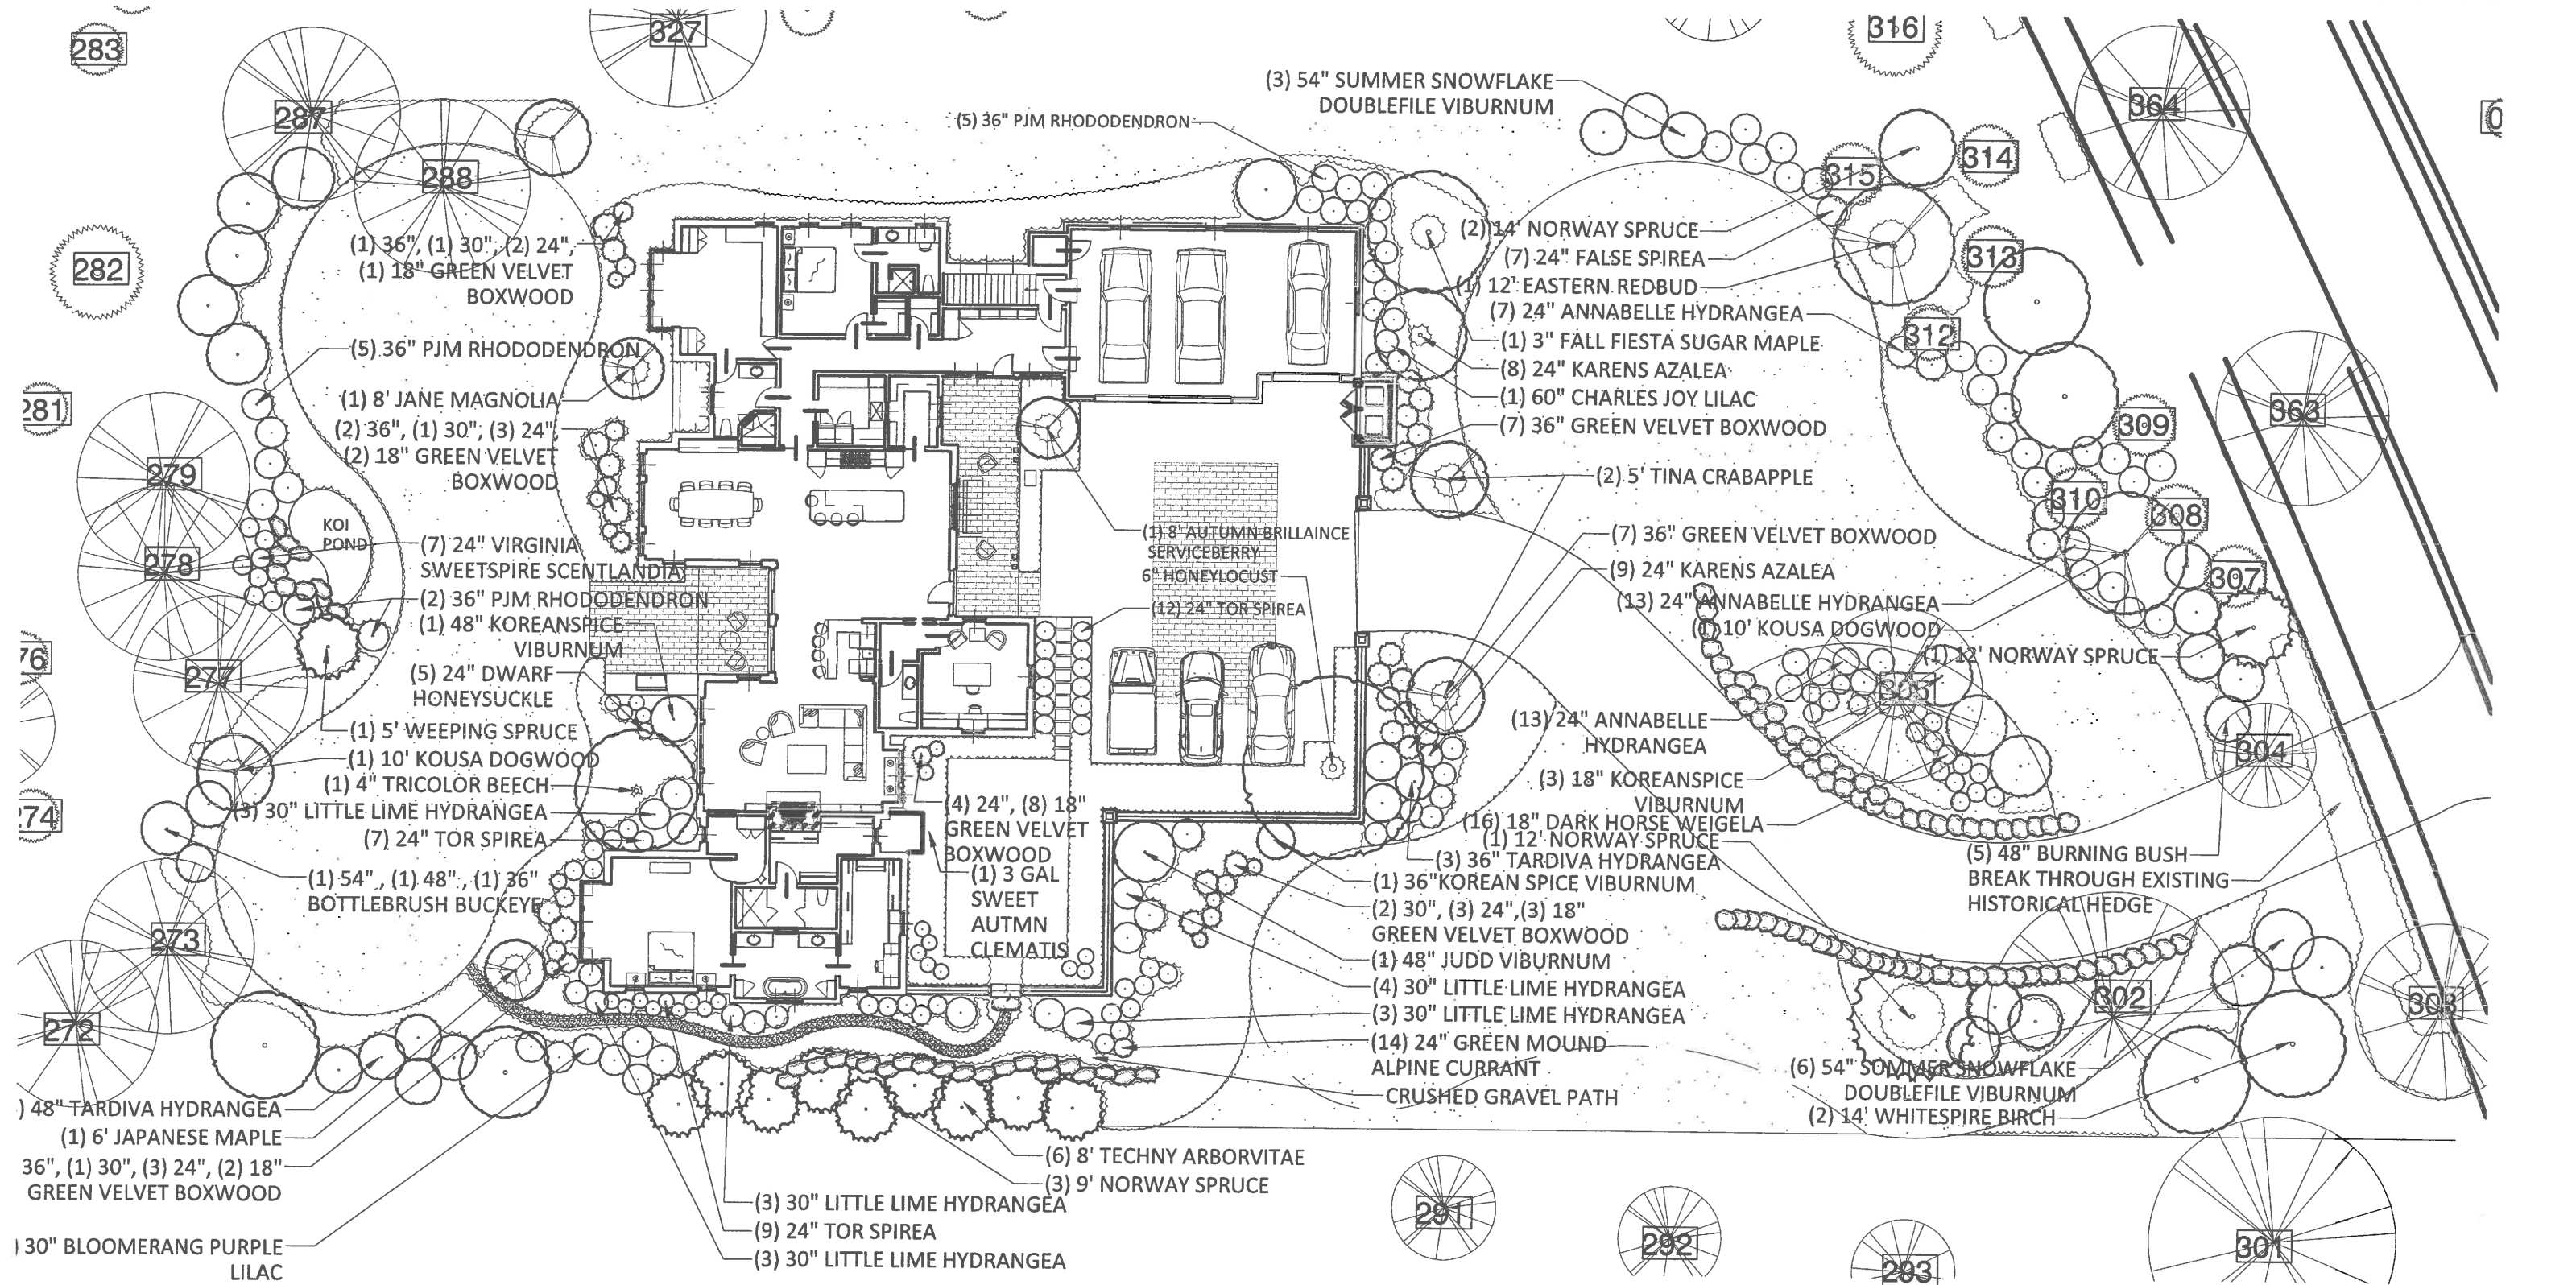 283
287
288
282
281
279
278
277
76
274
273
272
327
316
364
315
314
313
312
309
363
310
308
307
305
304
302
303
291
292
293
301
(5) 36" PJM RHODODENDRON
(3) 54" SUMMER SNOWFLAKE
DOUBLEFILE VIBURNUM
(1) 36", (1) 30", (2) 24",
(1) 18" GREEN VELVET
BOXWOOD
(5) 36" PJM RHODODENDRON
(1) 8' JANE MAGNOLIA
(2) 36", (1) 30", (3) 24",
(2) 18" GREEN VELVET
BOXWOOD
KOI
POND
(7) 24" VIRGINIA
SWEETSPIRE SCENTLANDIA
(2) 36" PJM RHODODENDRON
(1) 48" KOREANSPICE
VIBURNUM
(5) 24" DWARF
HONEYSUCKLE
(1) 5' WEEPING SPRUCE
(1) 10' KOUSA DOGWOOD
(1) 4" TRICOLOR BEECH
(3) 30" LITTLE LIME HYDRANGEA
(7) 24" TOR SPIREA
(1) 54", (1) 48", (1) 36"
BOTTLEBRUSH BUCKEYE
) 48" TARDIVA HYDRANGEA
(1) 6' JAPANESE MAPLE
36", (1) 30", (3) 24", (2) 18"
GREEN VELVET BOXWOOD
) 30" BLOOMERANG PURPLE
LILAC
(2) 14' NORWAY SPRUCE
(7) 24" FALSE SPIREA
(1) 12' EASTERN REDBUD
(7) 24" ANNABELLE HYDRANGEA
(1) 3" FALL FIESTA SUGAR MAPLE
(8) 24" KARENS AZALEA
(1) 60" CHARLES JOY LILAC
(7) 36" GREEN VELVET BOXWOOD
(2) 5' TINA CRABAPPLE
(1) 8' AUTUMN BRILLAINCE
SERVICEBERRY
6" HONEYLOCUST
(12) 24" TOR SPIREA
(7) 36" GREEN VELVET BOXWOOD
(9) 24" KARENS AZALEA
(13) 24" ANNABELLE HYDRANGEA
(1) 10' KOUSA DOGWOOD
(1) 12' NORWAY SPRUCE
(13) 24" ANNABELLE
HYDRANGEA
(3) 18" KOREANSPICE
VIBURNUM
(16) 18" DARK HORSE WEIGELA
(1) 12' NORWAY SPRUCE
(3) 36" TARDIVA HYDRANGEA
(1) 36"KOREAN SPICE VIBURNUM
(2) 30", (3) 24",(3) 18"
GREEN VELVET BOXWOOD
(1) 48" JUDD VIBURNUM
(4) 30" LITTLE LIME HYDRANGEA
(3) 30" LITTLE LIME HYDRANGEA
(14) 24" GREEN MOUND
ALPINE CURRANT
CRUSHED GRAVEL PATH
(4) 24", (8) 18"
GREEN VELVET
BOXWOOD
(1) 3 GAL
SWEET
AUTMN
CLEMATIS
(5) 48" BURNING BUSH
BREAK THROUGH EXISTING
HISTORICAL HEDGE
(6) 54" SUMMER SNOWFLAKE
DOUBLEFILE VIBURNUM
(2) 14' WHITESPIRE BIRCH
(6) 8' TECHNY ARBORVITAE
(3) 9' NORWAY SPRUCE
(3) 30" LITTLE LIME HYDRANGEA
(9) 24" TOR SPIREA
(3) 30" LITTLE LIME HYDRANGEA